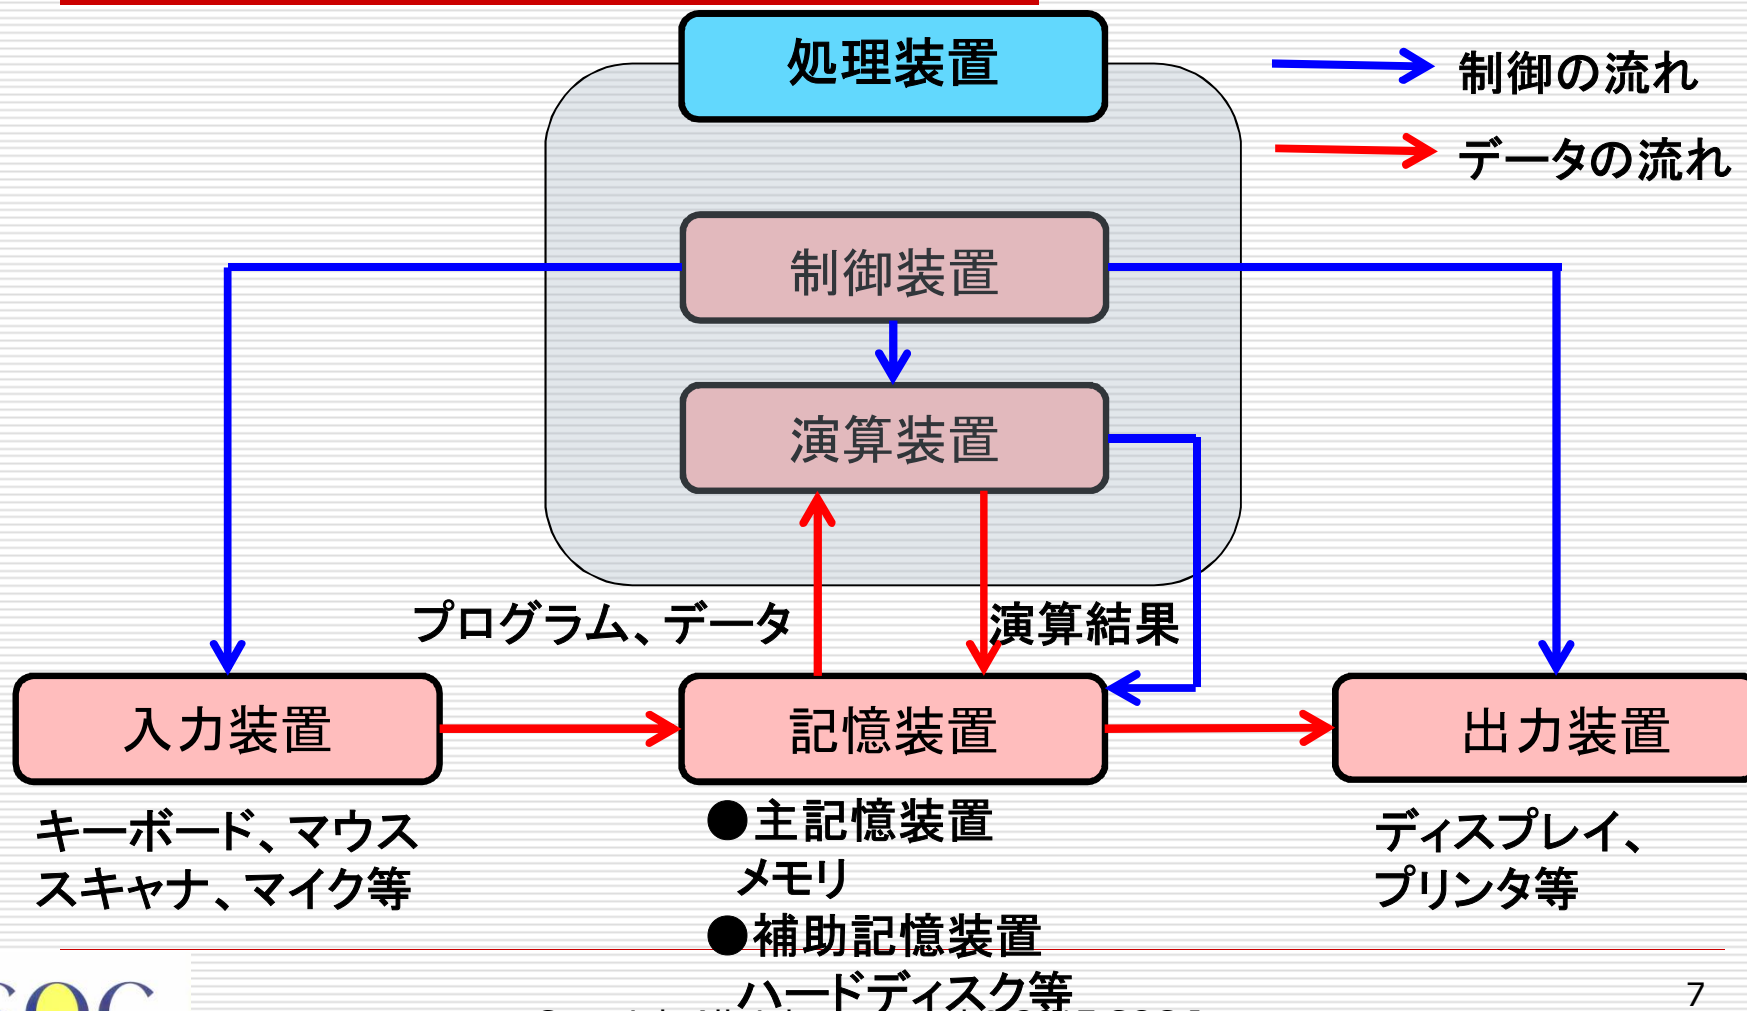 処理装置
制御の流れ
データの流れ
制御装置
演算装置
プログラム、データ
演算結果
入力装置
記憶装置
出力装置
キーボード、マウス
スキャナ、マイク等
●主記憶装置
メモリ
●補助記憶装置
ハードディスク等
ディスプレイ、
プリンタ等
7